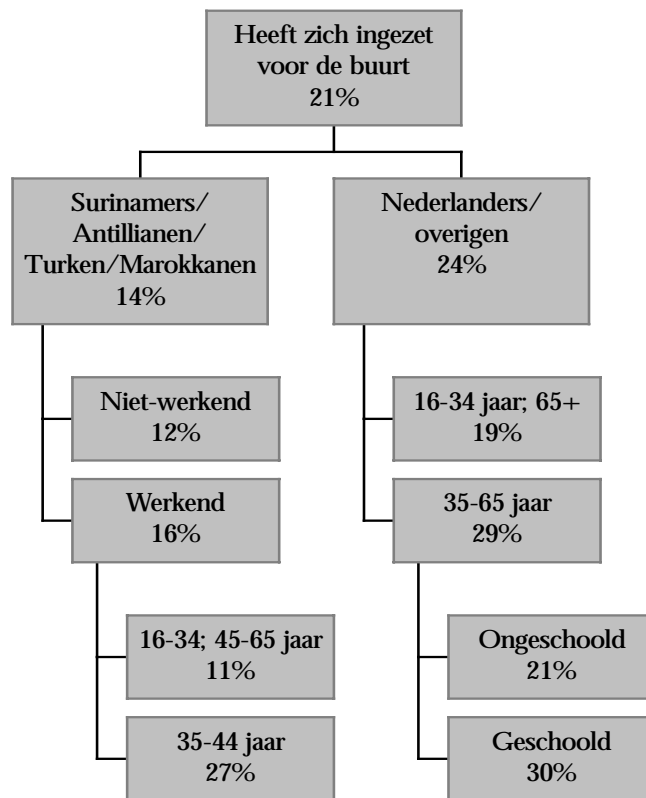 Heeft zich ingezet
voor de buurt
21%
Surinamers/
Antillianen/
Turken/Marokkanen
14%
Nederlanders/
overigen
24%
Niet-werkend
12%
Werkend
16%
16-34 jaar; 65+
19%
35-65 jaar
29%
16-34; 45-65 jaar
11%
35-44 jaar
27%
Ongeschoold
21%
Geschoold
30%